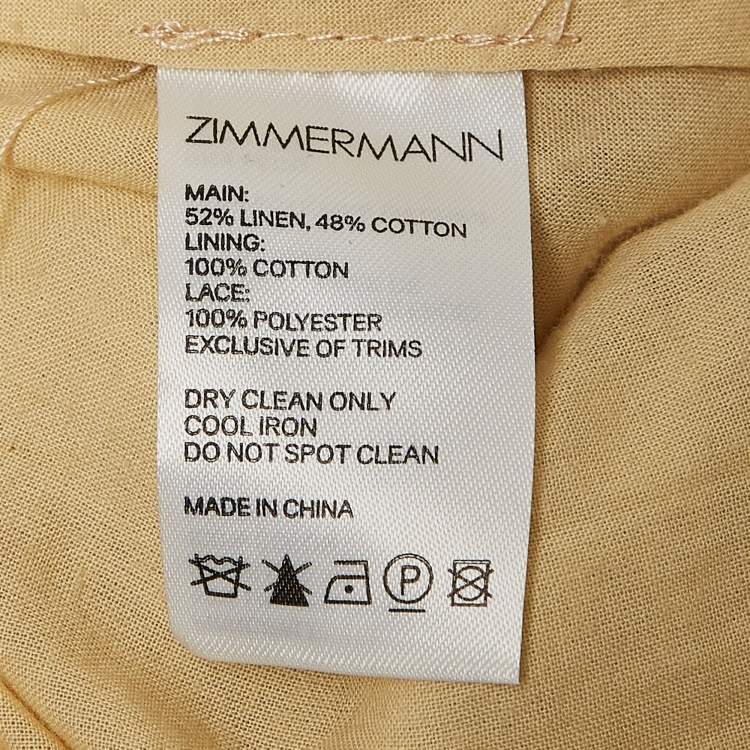 ZIMMERMANN
MAIN:
52% LINEN, 48% COTTON
LINING:
100% COTTON
LACE:
100% POLYESTER
EXCLUSIVE OF TRIMS
DRY CLEAN ONLY
COOL IRON
DO NOT SPOT CLEAN
MADE IN CHINA
P